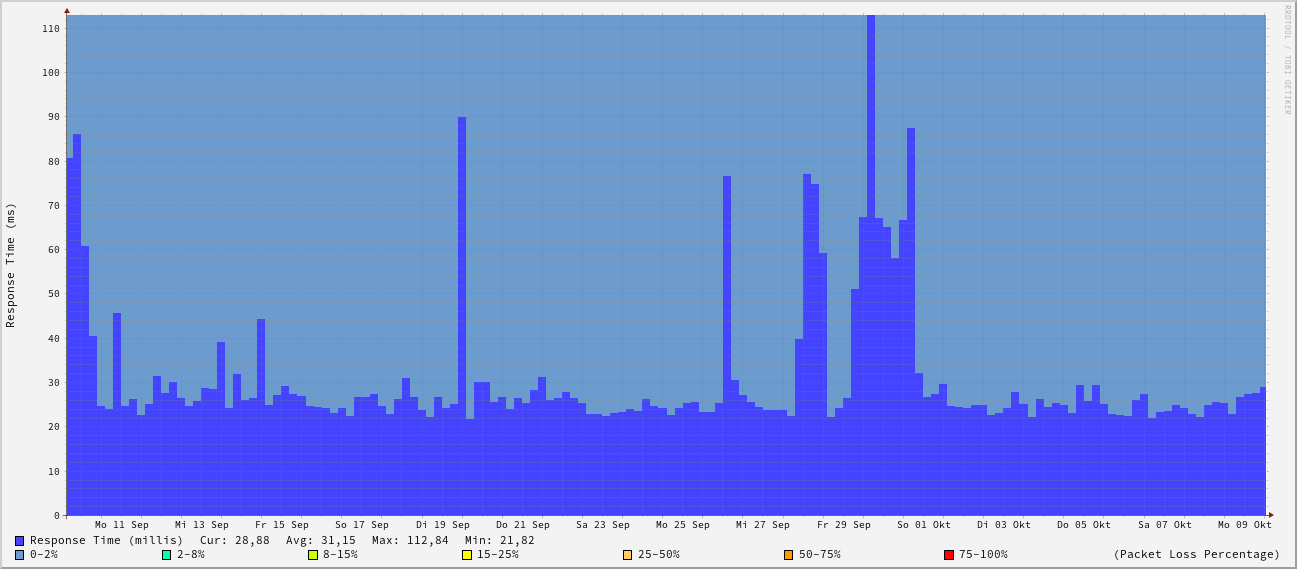 RRDTOOL / TOBI OETIKER
Response Time (ms)
110
100
90
80
70
60
50
40
30
20
10
0
Mo 11 Sep Mi 13 Sep Fr 15 Sep So 17 Sep Di 19 Sep Do 21 Sep Sa 23 Sep Mo 25 Sep Mi 27 Sep Fr 29 Sep So 01 Okt Di 03 Okt Do 05 Okt Sa 07 Okt Mo 09 Okt
Response Time (millis) Cur: 28,88 Avg: 31,15 Max: 112,84 Min: 21,82
0-2% 2-8% 8-15% 15-25% 25-50% 50-75% 75-100% (Packet Loss Percentage)